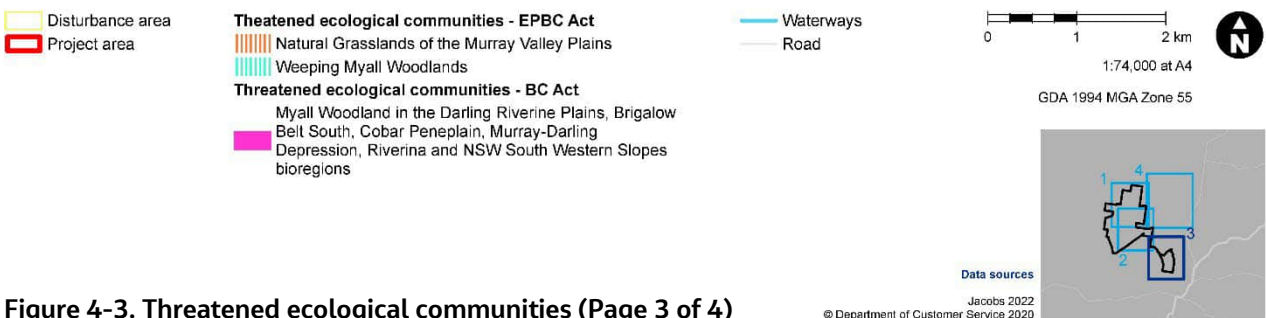 Disturbance area
Project area
Theatened ecological communities - EPBC Act
Natural Grasslands of the Murray Valley Plains
Weeping Myall Woodlands
Threatened ecological communities - BC Act
Myall Woodland in the Darling Riverine Plains, Brigalow
Belt South, Cobar Peneplain, Murray-Darling
Depression, Riverina and NSW South Western Slopes
bioregions
Waterways
Road
0 1 2 km
N
1:74,000 at A4
GDA 1994 MGA Zone 55
1
4
3
2
Data sources
Jacobs 2022
© Department of Customer Service 2020
Figure 4-3. Threatened ecological communities (Page 3 of 4)